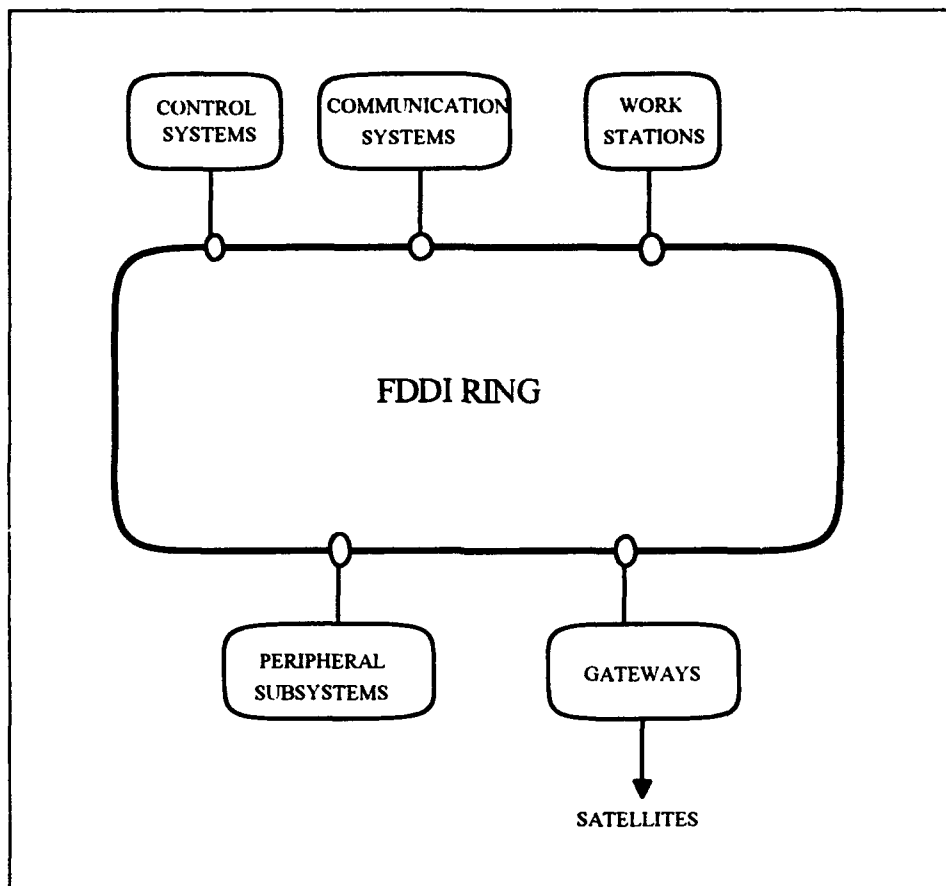 CONTROL
SYSTEMS
COMMUNICATION
SYSTEMS
WORK
STATIONS
FDDI RING
PERIPHERAL
SUBSYSTEMS
GATEWAYS
SATELLITES